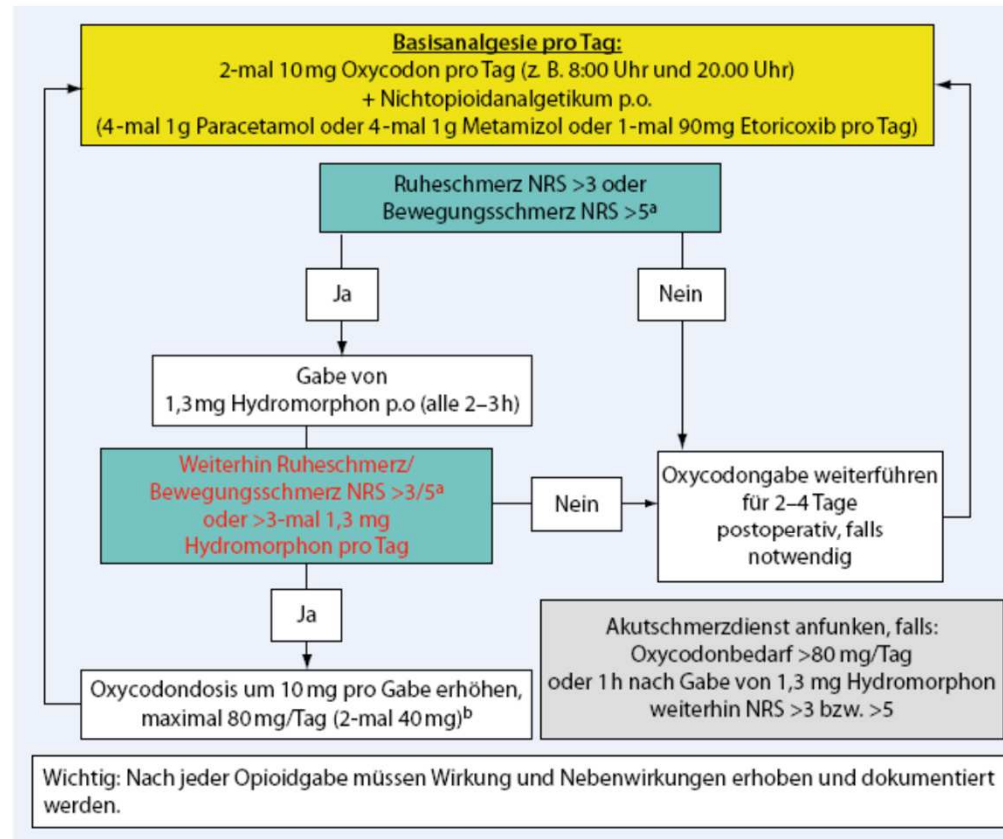 Basisanalgesie pro Tag:
2-mal 10 mg Oxycodon pro Tag (z. B. 8:00 Uhr und 20.00 Uhr)
+ Nichtopioidanalgetikum p.o.
(4-mal 1 g Paracetamol oder 4-mal 1 g Metamizol oder 1-mal 90mg Etoricoxib pro Tag)
Ruheschmerz NRS >3 oder
Bewegungsschmerz NRS >5ᵃ
Ja
Nein
Gabe von
1,3 mg Hydromorphon p.o (alle 2–3 h)
Weiterhin Ruheschmerz/
Bewegungsschmerz NRS >3/5ᵃ
oder >3-mal 1,3 mg
Hydromorphon pro Tag
Nein
Oxycodongabe weiterführen
für 2–4 Tage
postoperativ, falls
notwendig
Ja
Oxycodondosis um 10 mg pro Gabe erhöhen,
maximal 80 mg/Tag (2-mal 40 mg)ᵇ
Akutschmerzdienst anfunken, falls:
Oxycodonbedarf >80 mg/Tag
oder 1 h nach Gabe von 1,3 mg Hydromorphon
weiterhin NRS >3 bzw. >5
Wichtig: Nach jeder Opioidgabe müssen Wirkung und Nebenwirkungen erhoben und dokumentiert
werden.